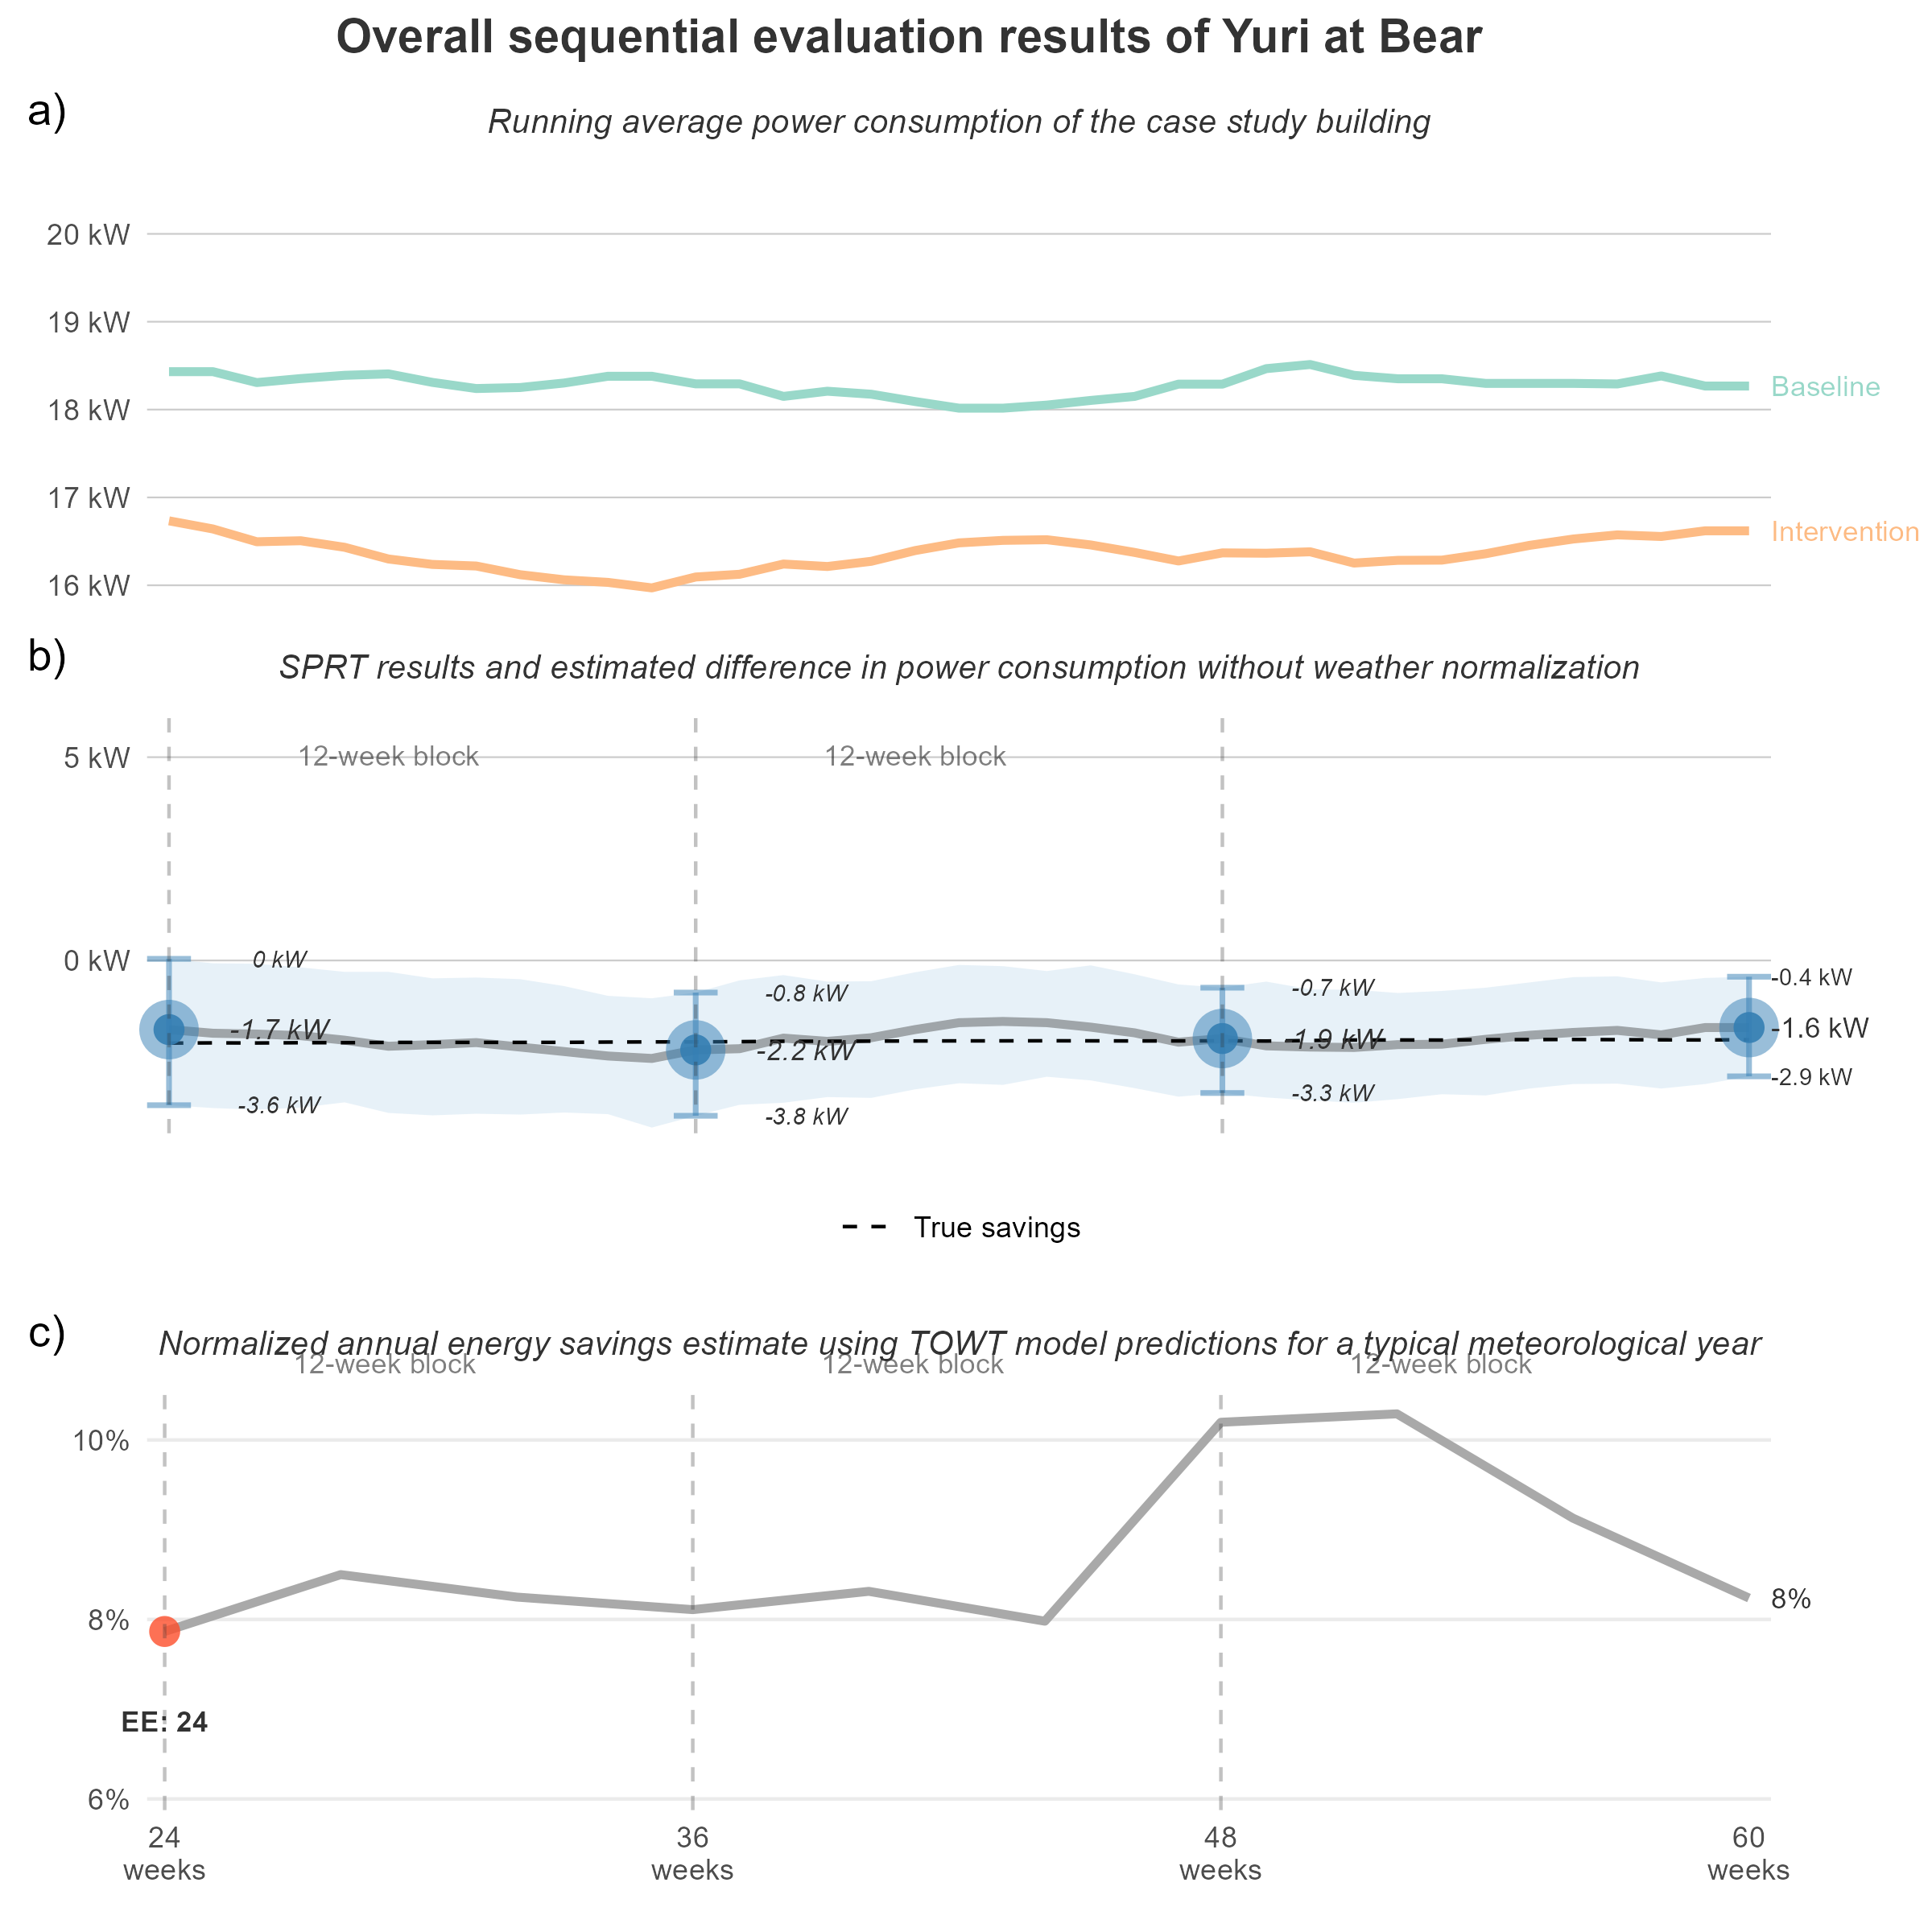 Overall sequential evaluation results of Yuri at Bear
a)
Running average power consumption of the case study building
20 kW
19 kW
18 kW
17 kW
16 kW
Baseline
Intervention
b)
SPRT results and estimated difference in power consumption without weather normalization
12-week block
12-week block
5 kW
0 kW
0 kW
-1.7 kW
-3.6 kW
-0.8 kW
-2.2 kW
-3.8 kW
-0.7 kW
-1.9 kW
-3.3 kW
-0.4 kW
-1.6 kW
-2.9 kW
True savings
c)
Normalized annual energy savings estimate using TOWT model predictions for a typical meteorological year
12-week block
12-week block
12-week block
10%
8%
6%
8%
EE: 24
24
weeks
36
weeks
48
weeks
60
weeks